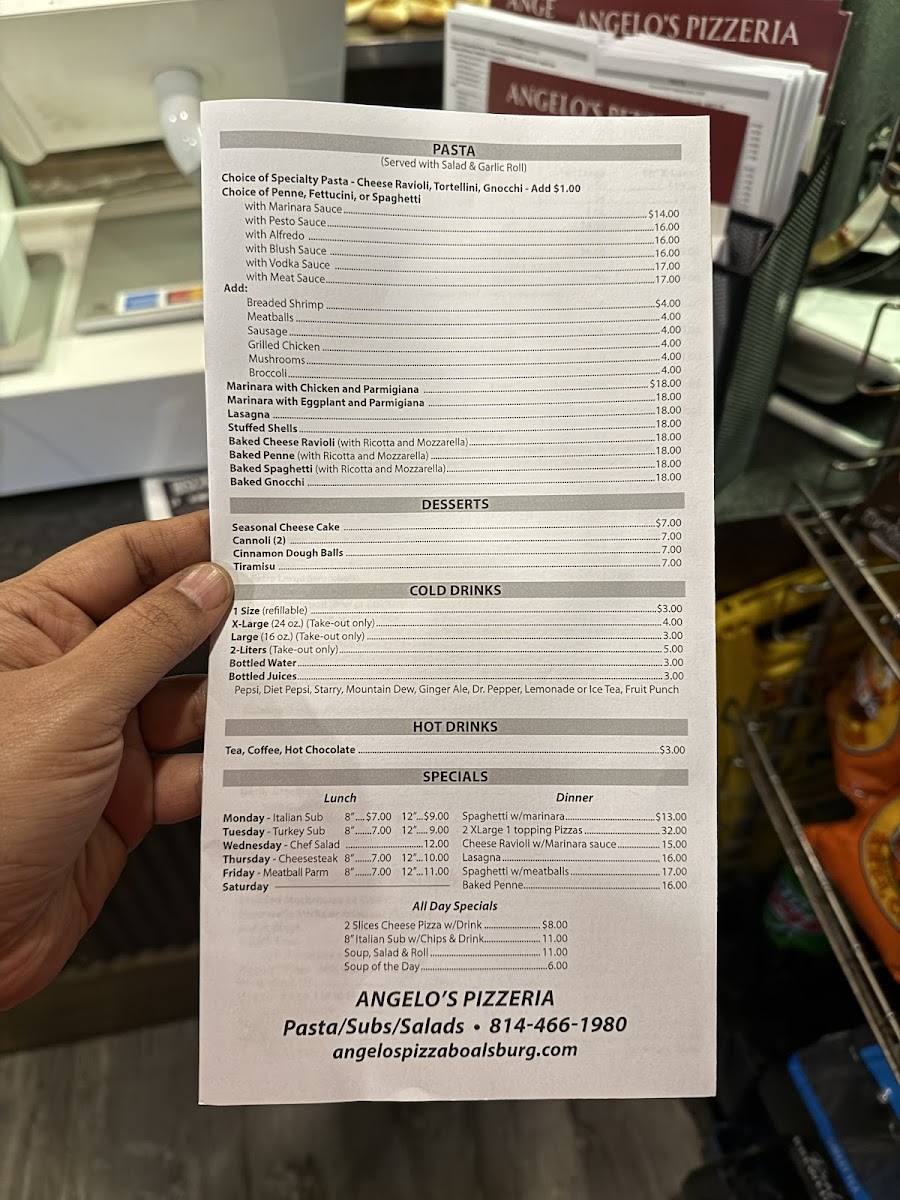 ANGE
ANGELO'S PIZZERIA
ANGELO'S
PASTA
(Served with Salad & Garlic Roll)
Choice of Specialty Pasta - Cheese Ravioli, Tortellini, Gnocchi - Add $1.00
Choice of Penne, Fettucini, or Spaghetti
with Marinara Sauce $14.00
with Pesto Sauce 16.00
with Alfredo 16.00
with Blush Sauce 16.00
with Vodka Sauce 17.00
with Meat Sauce 17.00
Add:
Breaded Shrimp $4.00
Meatballs 4.00
Sausage 4.00
Grilled Chicken 4.00
Mushrooms 4.00
Broccoli 4.00
Marinara with Chicken and Parmigiana $18.00
Marinara with Eggplant and Parmigiana 18.00
Lasagna 18.00
Stuffed Shells 18.00
Baked Cheese Ravioli (with Ricotta and Mozzarella) 18.00
Baked Penne (with Ricotta and Mozzarella) 18.00
Baked Spaghetti (with Ricotta and Mozzarella) 18.00
Baked Gnocchi 18.00
DESSERTS
Seasonal Cheese Cake $7.00
Cannoli (2) 7.00
Cinnamon Dough Balls 7.00
Tiramisu 7.00
COLD DRINKS
1 Size (refillable) $3.00
X-Large (24 oz.) (Take-out only) 4.00
Large (16 oz.) (Take-out only) 3.00
2-Liters (Take-out only) 5.00
Bottled Water 3.00
Bottled Juices 3.00
Pepsi, Diet Pepsi, Starry, Mountain Dew, Ginger Ale, Dr. Pepper, Lemonade or Ice Tea, Fruit Punch
HOT DRINKS
Tea, Coffee, Hot Chocolate $3.00
SPECIALS
Lunch
Monday - Italian Sub 8" $7.00 12" $9.00
Tuesday - Turkey Sub 8" 7.00 12" 9.00
Wednesday - Chef Salad 12.00
Thursday - Cheesesteak 8" 7.00 12" 10.00
Friday - Meatball Parm 8" 7.00 12" 11.00
Saturday
Dinner
Spaghetti w/marinara $13.00
2 XLarge 1 topping Pizzas 32.00
Cheese Ravioli w/Marinara sauce 15.00
Lasagna 16.00
Spaghetti w/meatballs 17.00
Baked Penne 16.00
All Day Specials
2 Slices Cheese Pizza w/Drink $8.00
8" Italian Sub w/Chips & Drink 11.00
Soup, Salad & Roll 11.00
Soup of the Day 6.00
ANGELO'S PIZZERIA
Pasta/Subs/Salads • 814-466-1980
angelospizzaboalsburg.com